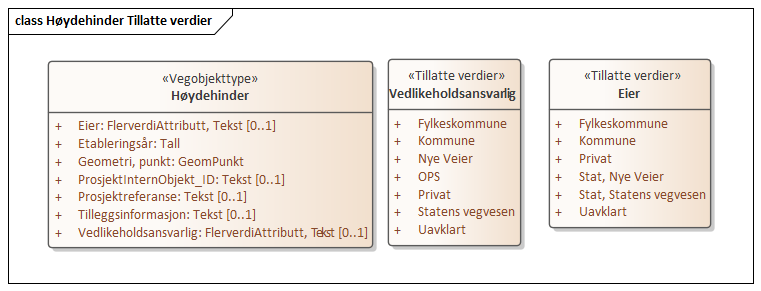 class Høydehinder Tillatte verdier
«Vegobjekttype»
Høydehinder
+ Eier: FlerverdiAttributt, Tekst [0..1]
+ Etableringsår: Tall
+ Geometri, punkt: GeomPunkt
+ ProsjektInternObjekt_ID: Tekst [0..1]
+ Prosjektreferanse: Tekst [0..1]
+ Tilleggsinformasjon: Tekst [0..1]
+ Vedlikeholdsansvarlig: FlerverdiAttributt, Tekst [0..1]
«Tillatte verdier»
Vedlikeholdsansvarlig
+ Fylkeskommune
+ Kommune
+ Nye Veier
+ OPS
+ Privat
+ Statens vegvesen
+ Uavklart
«Tillatte verdier»
Eier
+ Fylkeskommune
+ Kommune
+ Privat
+ Stat, Nye Veier
+ Stat, Statens vegvesen
+ Uavklart